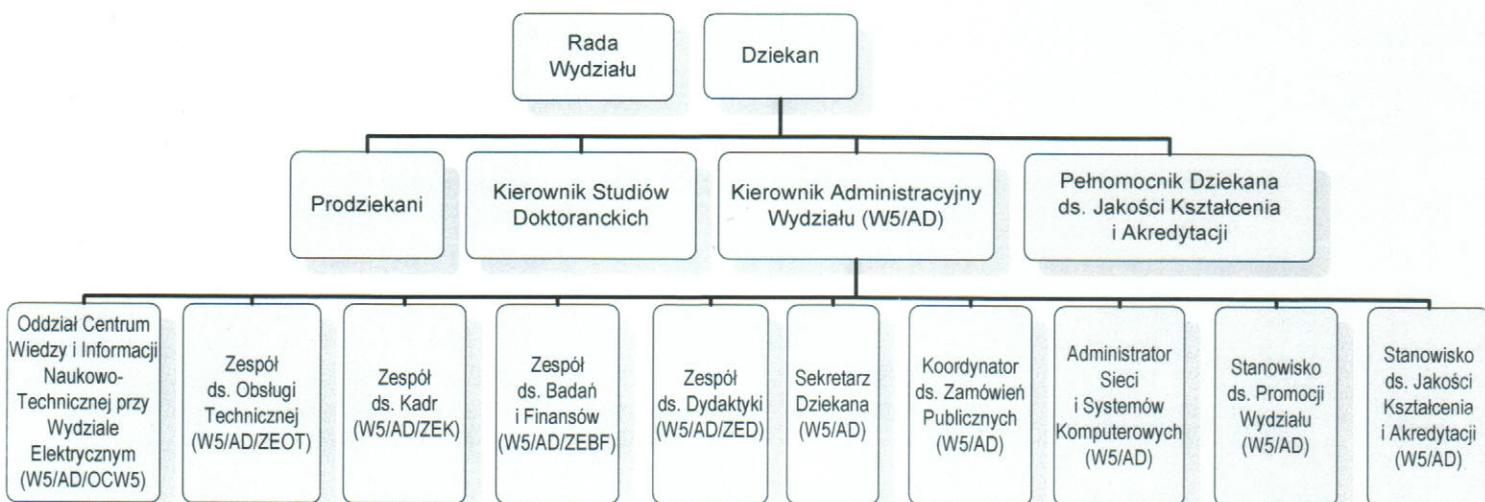 Rada
Wydziału
Dziekan
Prodziekani
Kierownik Studiów
Doktoranckich
Kierownik Administracyjny
Wydziału (W5/AD)
Pełnomocnik Dziekana
ds. Jakości Kształcenia
i Akredytacji
Oddział Centrum
Wiedzy i Informacji
Naukowo-
Technicznej przy
Wydziale
Elektrycznym
(W5/AD/OCW5)
Zespół
ds. Obsługi
Technicznej
(W5/AD/ZEOT)
Zespół
ds. Kadr
(W5/AD/ZEK)
Zespół
ds. Badań
i Finansów
(W5/AD/ZEBF)
Zespół
ds. Dydaktyki
(W5/AD/ZED)
Sekretarz
Dziekana
(W5/AD)
Koordynator
ds. Zamówień
Publicznych
(W5/AD)
Administrator
Sieci
i Systemów
Komputerowych
(W5/AD)
Stanowisko
ds. Promocji
Wydziału
(W5/AD)
Stanowisko
ds. Jakości
Kształcenia
i Akredytacji
(W5/AD)